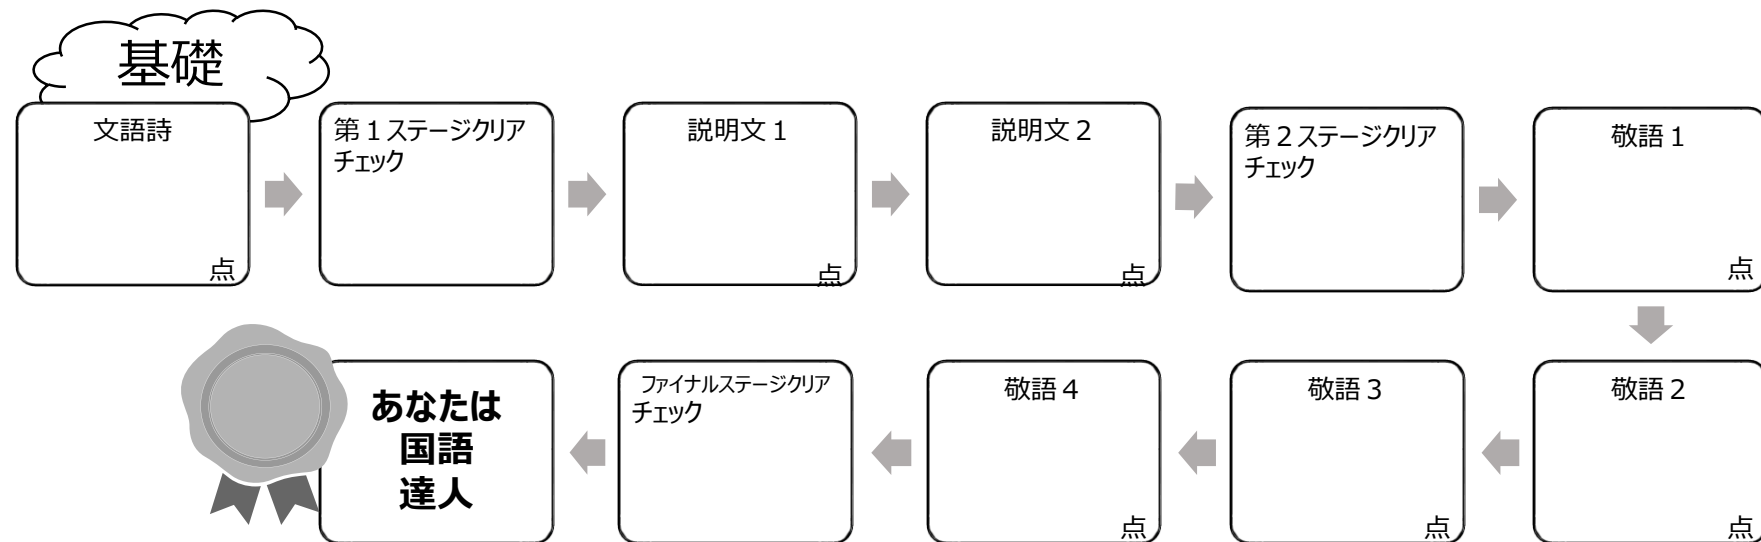 基礎
文語詩
点
第１ステージクリア
チェック
説明文１
点
説明文２
点
第２ステージクリア
チェック
敬語１
点
敬語２
点
敬語３
点
敬語４
点
ファイナルステージクリア
チェック
あなたは
国語
達人